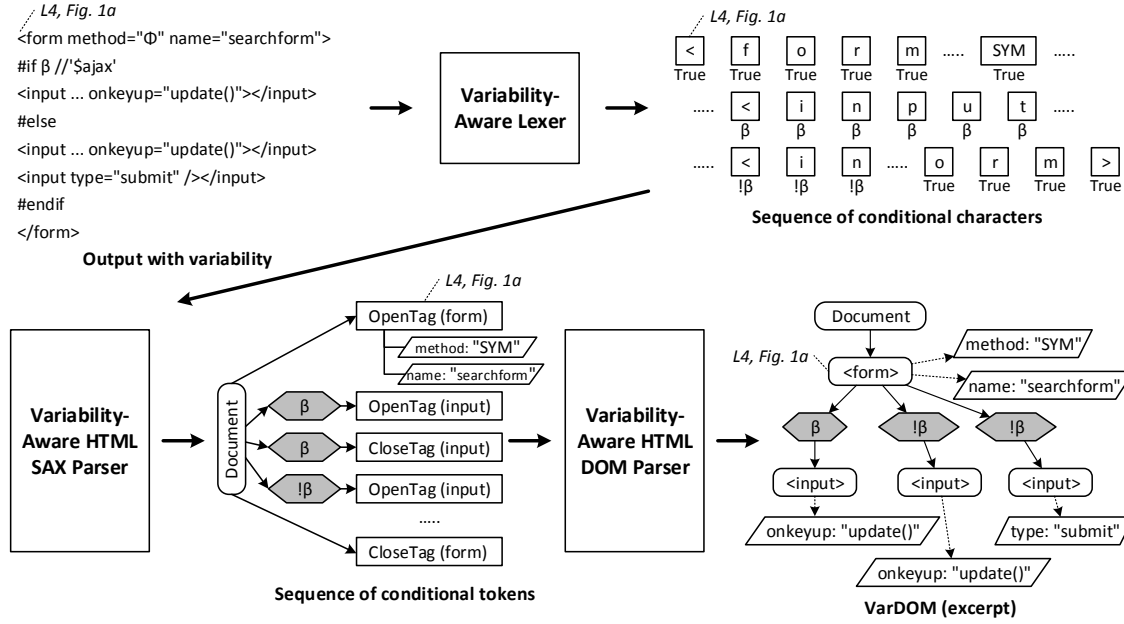 L4, Fig. 1a
<form method="Φ" name="searchform">
#if β //'$ajax'
<input ... onkeyup="update()"></input>
#else
<input ... onkeyup="update()"></input>
<input type="submit" /></input>
#endif
</form>
Output with variability
Variability-
Aware Lexer
L4, Fig. 1a
< f o r m ..... SYM .....
True True True True True True
..... < i n p u t .....
β β β β β β
..... < i n ..... o r m >
!β !β !β True True True True
Sequence of conditional characters
Variability-
Aware HTML
SAX Parser
L4, Fig. 1a
Document
OpenTag (form)
method: "SYM"
name: "searchform"
β OpenTag (input)
β CloseTag (input)
!β OpenTag (input)
.....
CloseTag (form)
Sequence of conditional tokens
Variability-
Aware HTML
DOM Parser
Document
L4, Fig. 1a
<form>
method: "SYM"
name: "searchform"
β !β !β
<input> <input> <input>
onkeyup: "update()" type: "submit"
onkeyup: "update()"
VarDOM (excerpt)